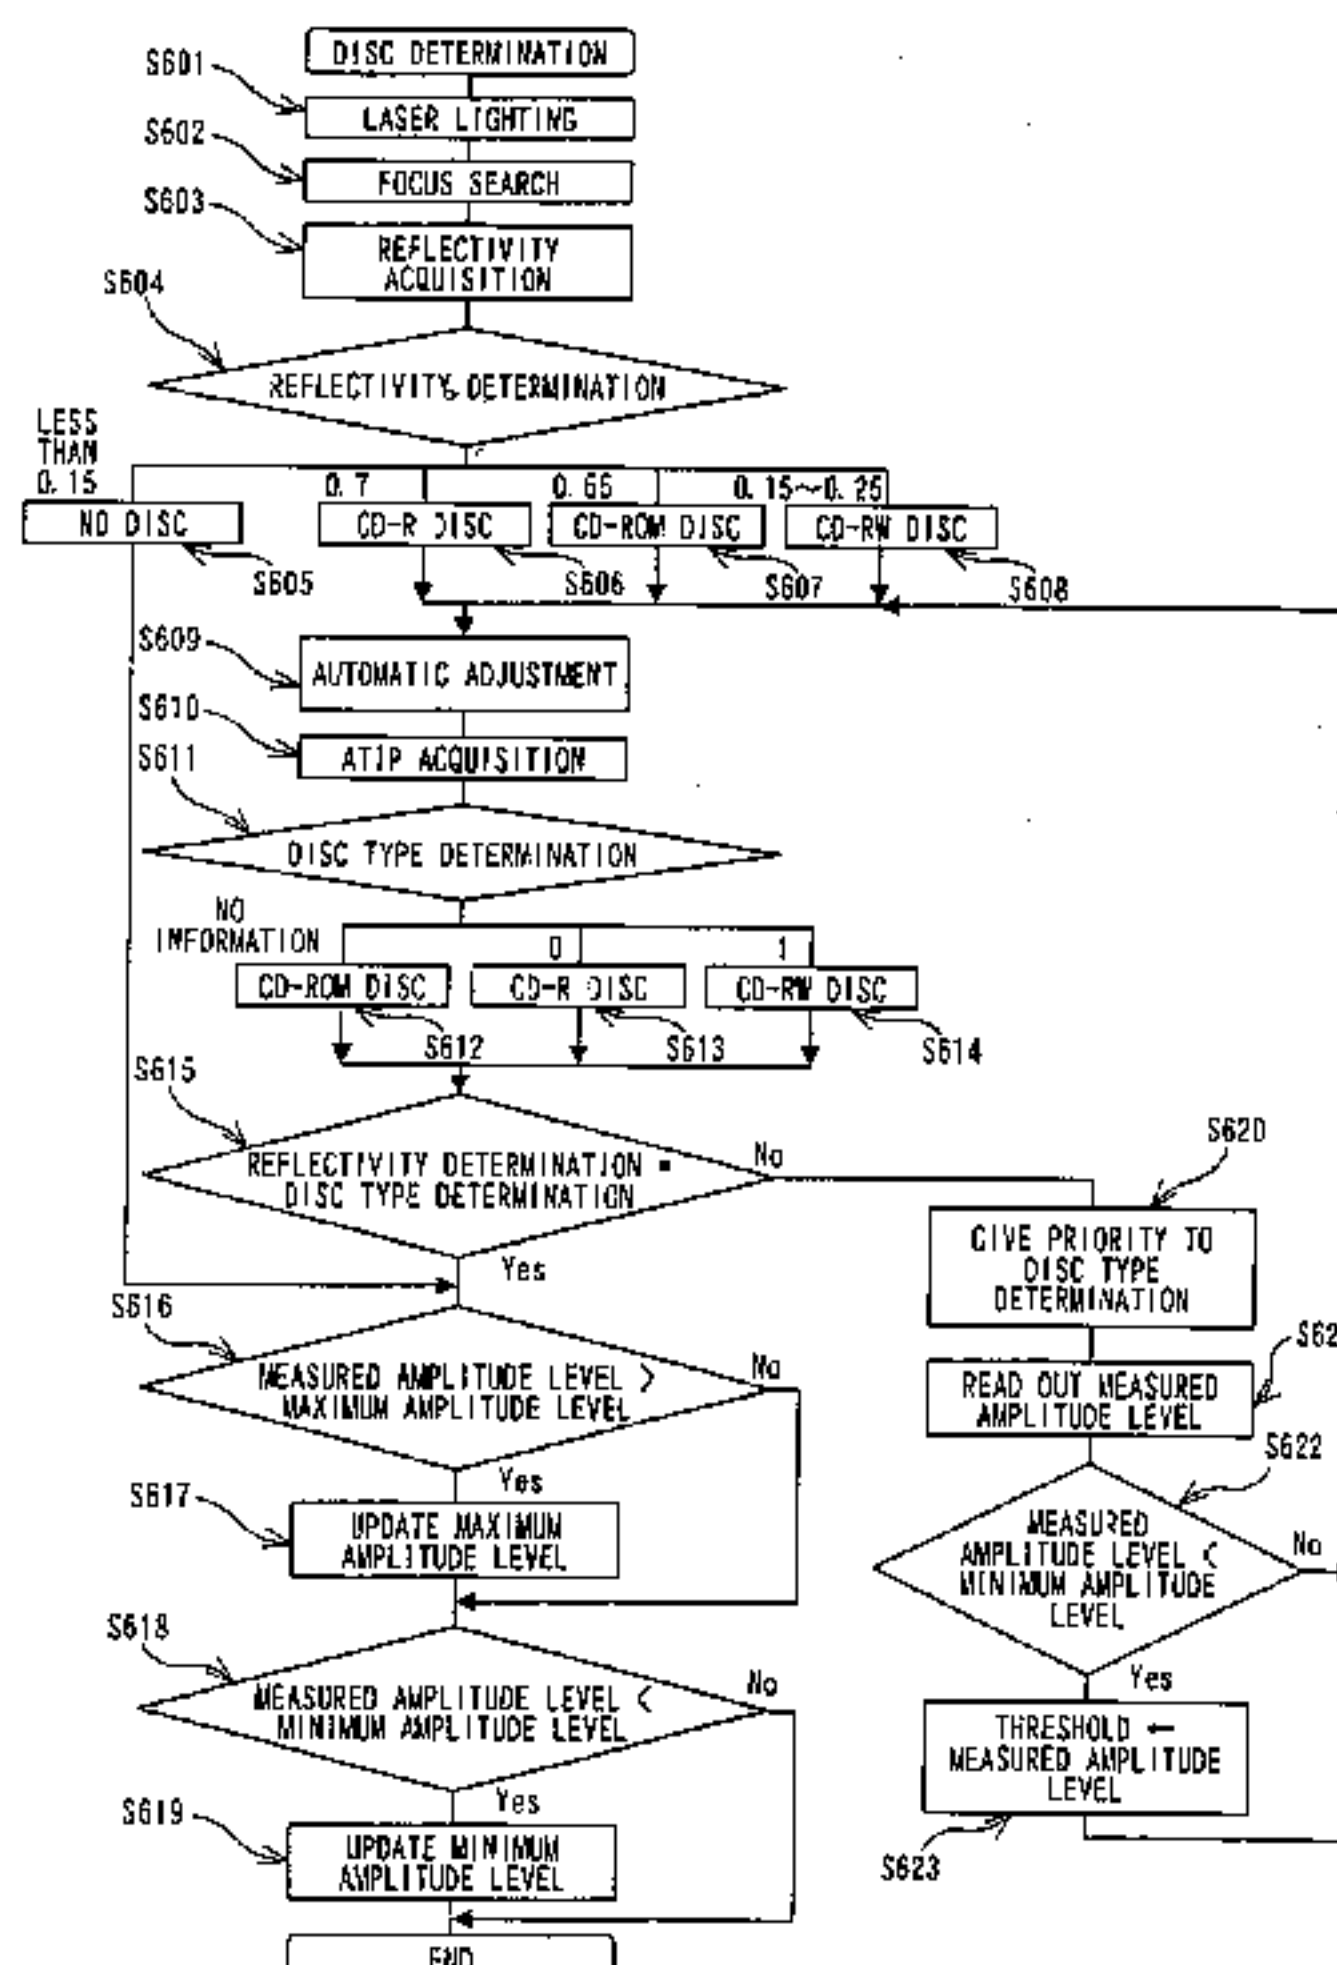 DISC DETERMINATION
S601
LASER LIGHTING
S602
FOCUS SEARCH
S603
REFLECTIVITY
ACQUISITION
S604
REFLECTIVITY DETERMINATION
LESS
THAN
0.15
0.7
0.66
0.15~0.25
NO DISC
CD-R DISC
CD-ROM DISC
CD-RW DISC
S605
S606
S607
S608
S609
AUTOMATIC ADJUSTMENT
S610
ATIP ACQUISITION
S611
DISC TYPE DETERMINATION
NO
INFORMATION
0
1
CD-ROM DISC
CD-R DISC
CD-RW DISC
S612
S613
S614
S615
REFLECTIVITY DETERMINATION =
DISC TYPE DETERMINATION
No
Yes
S620
GIVE PRIORITY TO
DISC TYPE
DETERMINATION
S616
MEASURED AMPLITUDE LEVEL >
MAXIMUM AMPLITUDE LEVEL
No
Yes
S62
READ OUT MEASURED
AMPLITUDE LEVEL
S617
UPDATE MAXIMUM
AMPLITUDE LEVEL
S622
MEASURED
AMPLITUDE LEVEL <
MINIMUM AMPLITUDE
LEVEL
No
Yes
S618
MEASURED AMPLITUDE LEVEL <
MINIMUM AMPLITUDE LEVEL
No
Yes
THRESHOLD ←
MEASURED AMPLITUDE
LEVEL
S623
S619
UPDATE MINIMUM
AMPLITUDE LEVEL
END